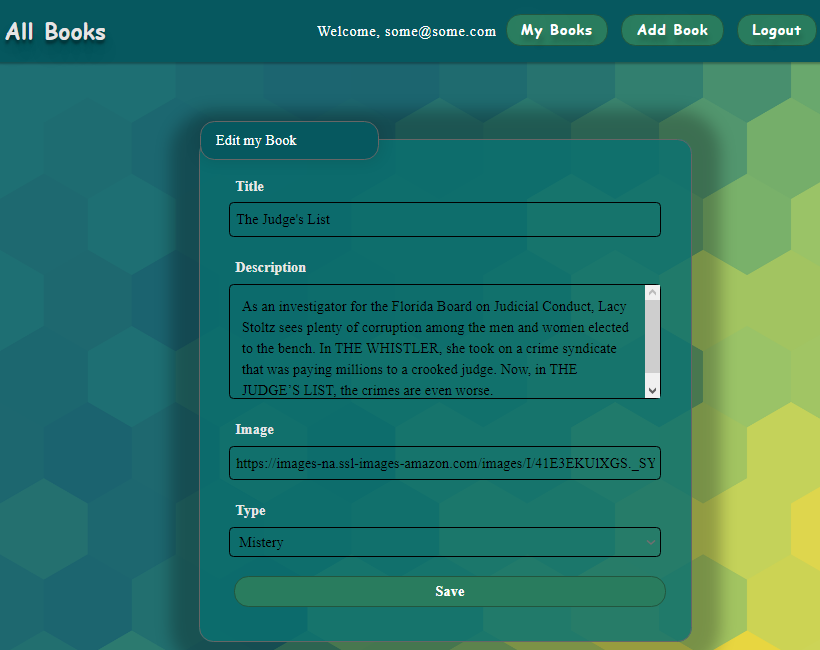 All Books
Welcome, some@some.com
My Books
Add Book
Logout
Edit my Book
Title
The Judge's List
Description
As an investigator for the Florida Board on Judicial Conduct, Lacy
Stoltz sees plenty of corruption among the men and women elected
to the bench. In THE WHISTLER, she took on a crime syndicate
that was paying millions to a crooked judge. Now, in THE
JUDGE’S LIST, the crimes are even worse.
Image
https://images-na.ssl-images-amazon.com/images/I/41E3EKUlXGS._SY
Type
Mistery
Save